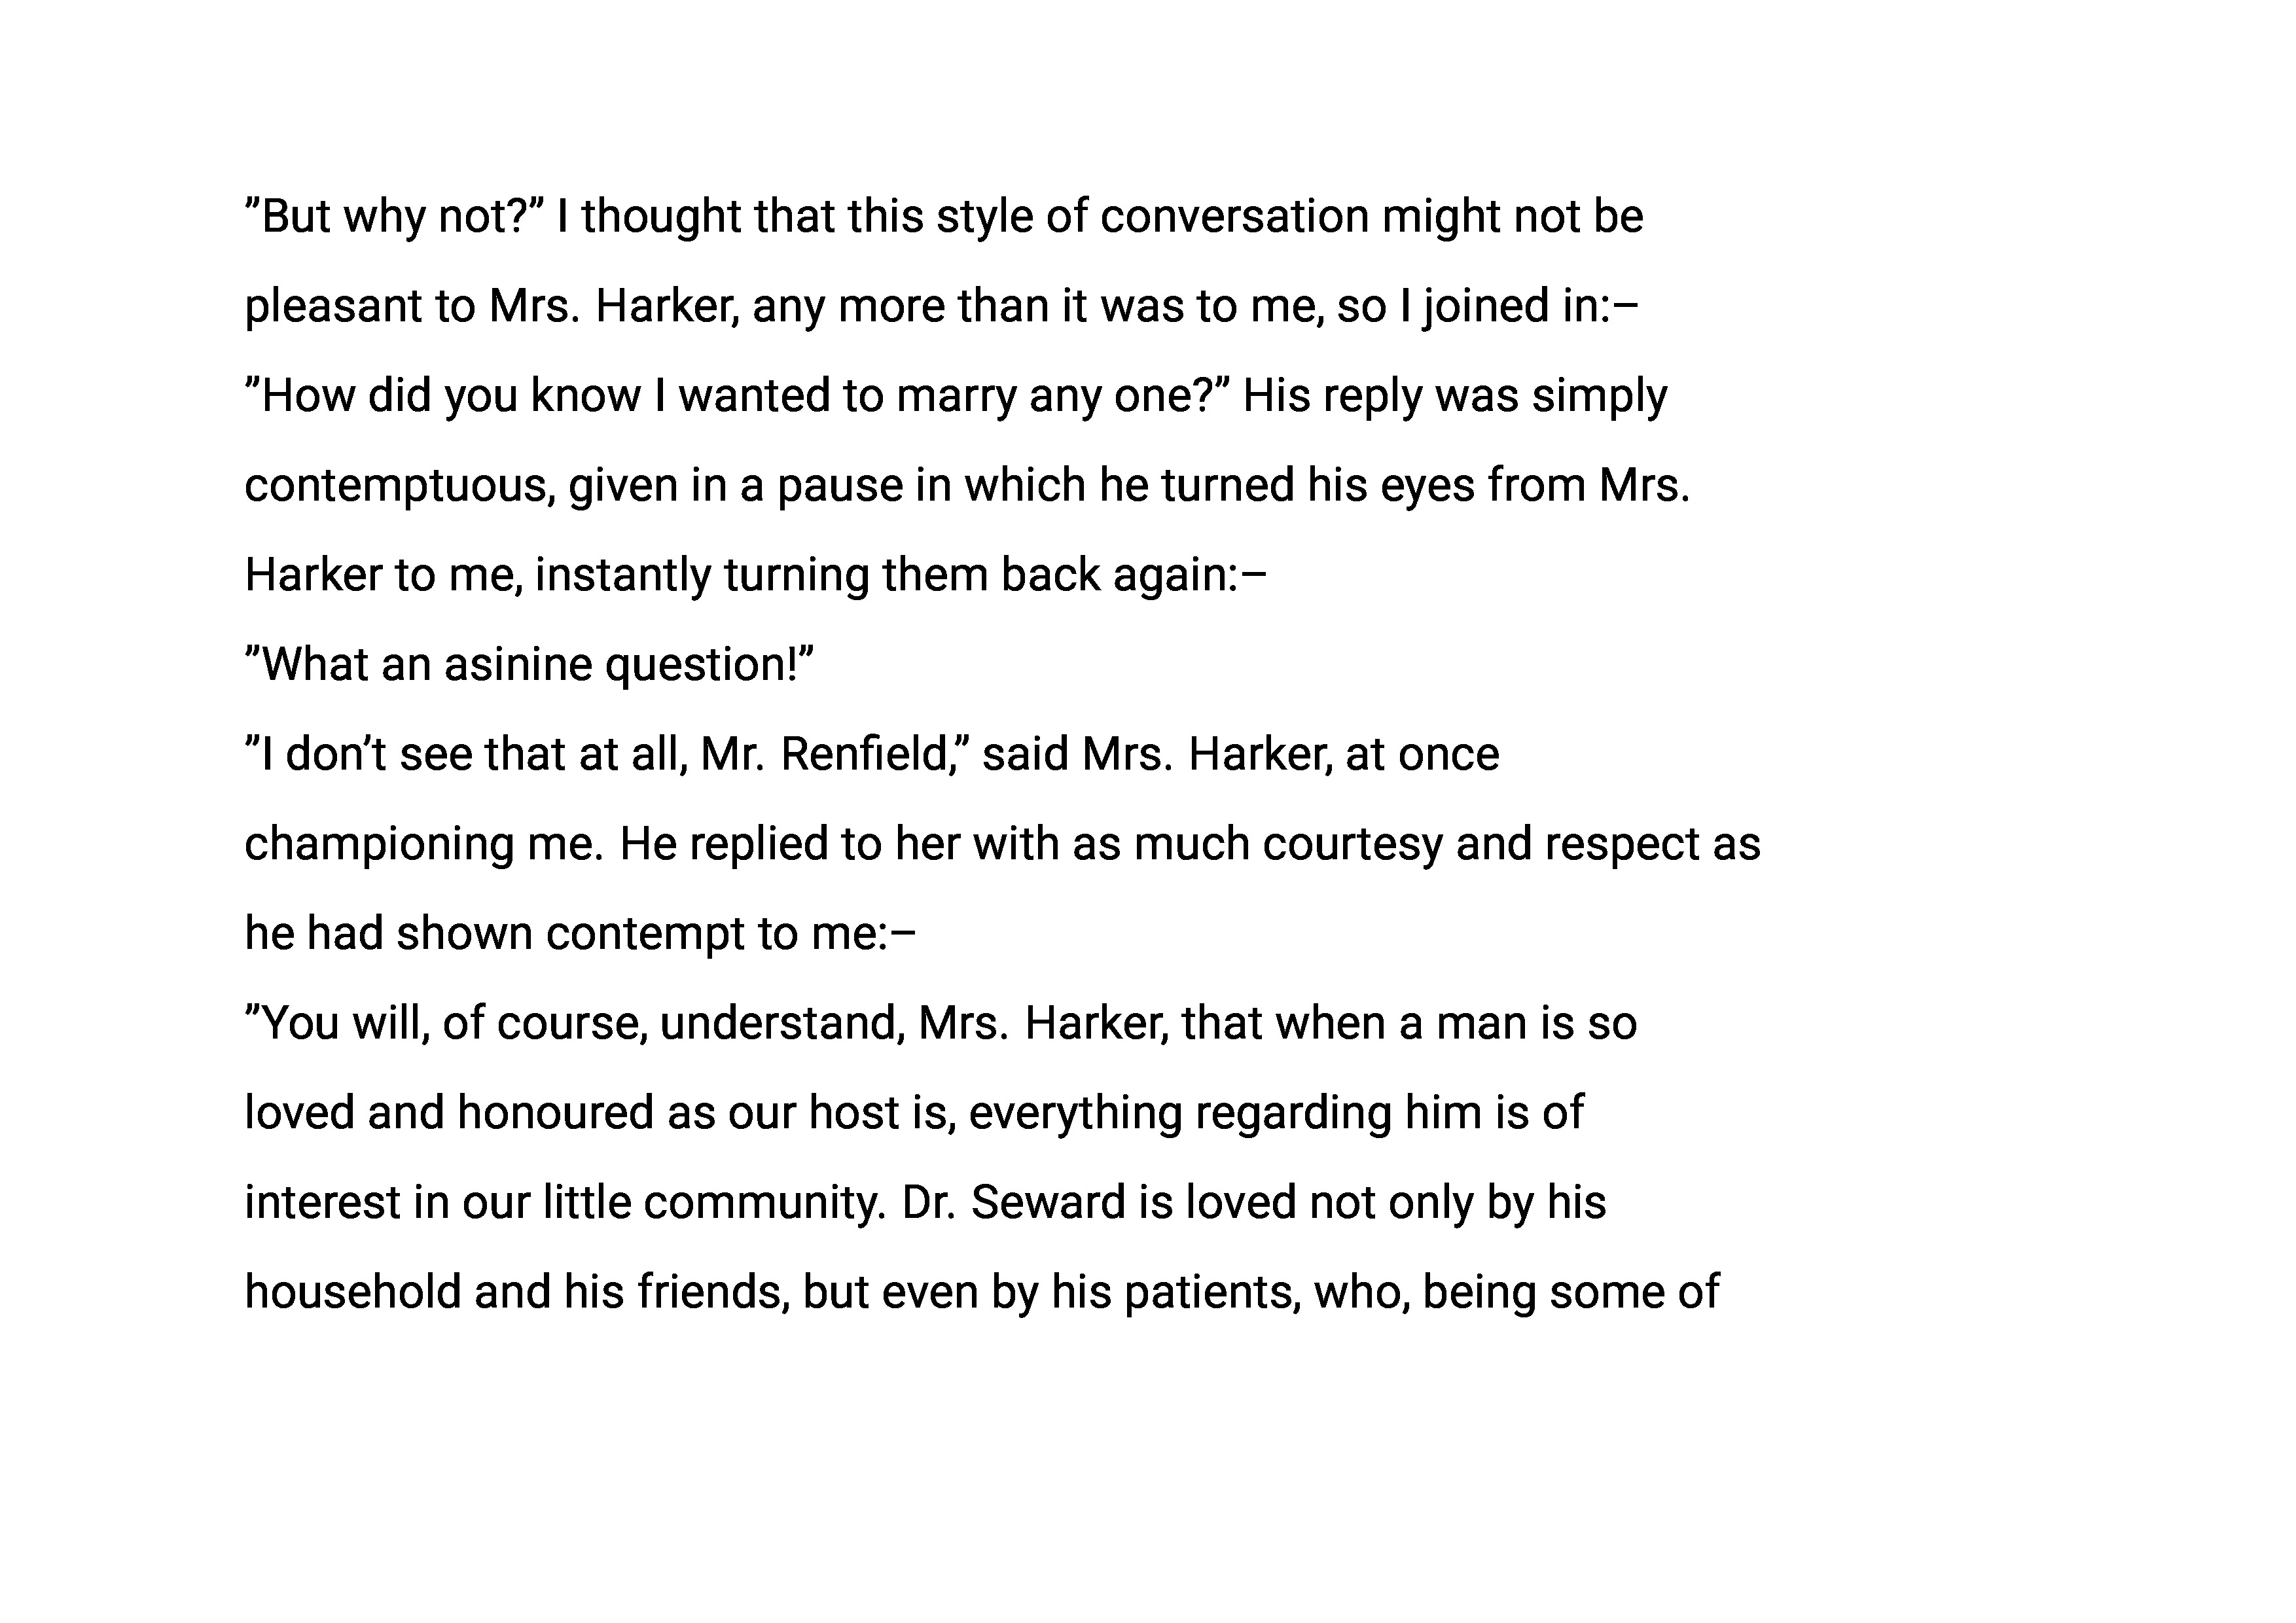 ”But why not?” I thought that this style of conversation might not be
pleasant to Mrs. Harker, any more than it was to me, so I joined in:–
”How did you know I wanted to marry any one?” His reply was simply
contemptuous, given in a pause in which he turned his eyes from Mrs.
Harker to me, instantly turning them back again:–
”What an asinine question!”
”I don’t see that at all, Mr. Renfield,” said Mrs. Harker, at once
championing me. He replied to her with as much courtesy and respect as
he had shown contempt to me:–
”You will, of course, understand, Mrs. Harker, that when a man is so
loved and honoured as our host is, everything regarding him is of
interest in our little community. Dr. Seward is loved not only by his
household and his friends, but even by his patients, who, being some of